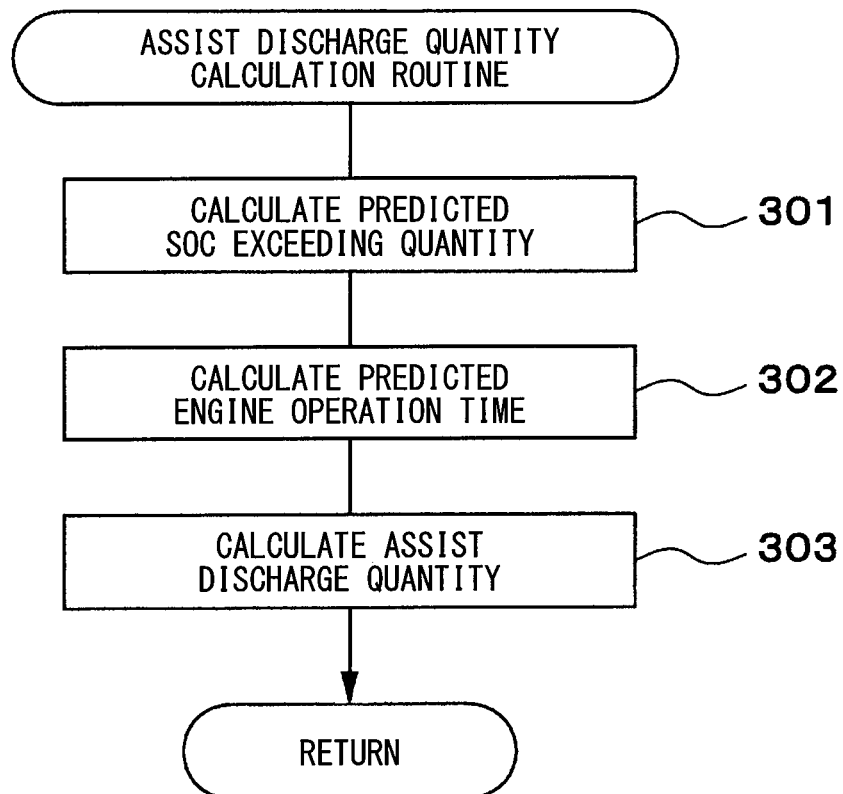 ASSIST DISCHARGE QUANTITY
CALCULATION ROUTINE
CALCULATE PREDICTED
SOC EXCEEDING QUANTITY
301
CALCULATE PREDICTED
ENGINE OPERATION TIME
302
CALCULATE ASSIST
DISCHARGE QUANTITY
303
RETURN